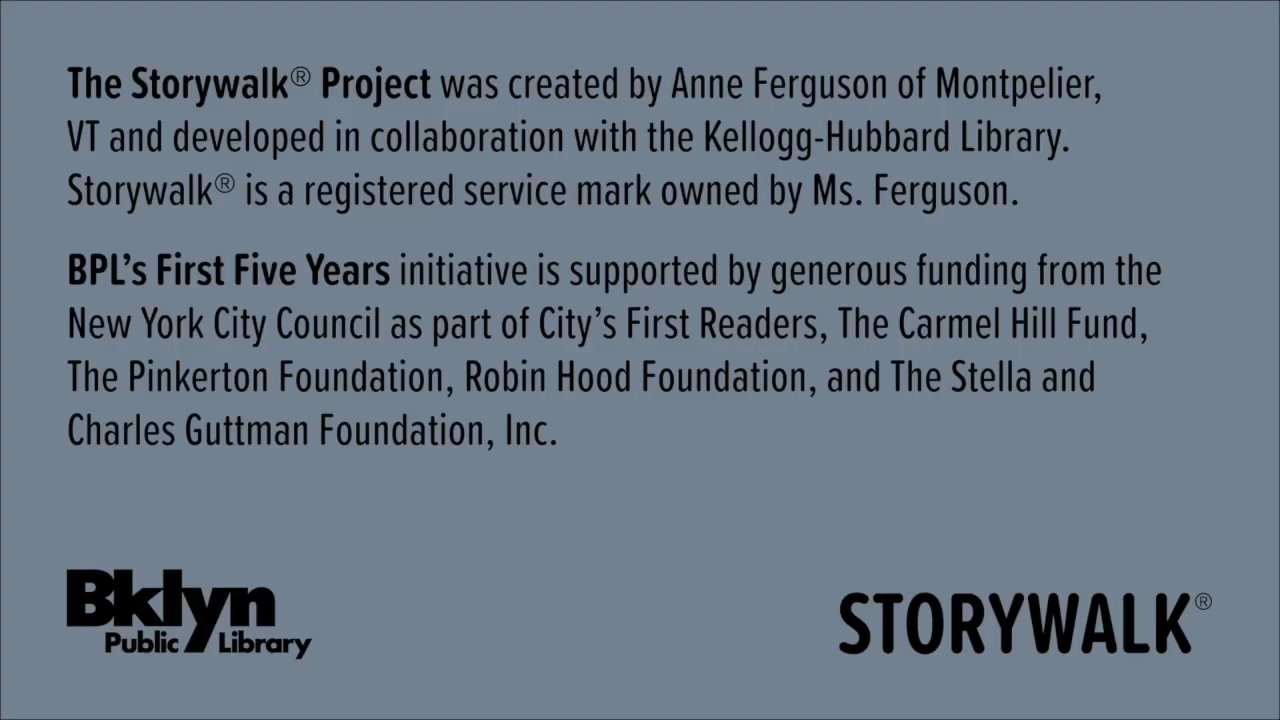 The Storywalk® Project was created by Anne Ferguson of Montpelier,
VT and developed in collaboration with the Kellogg-Hubbard Library.
Storywalk® is a registered service mark owned by Ms. Ferguson.
BPL’s First Five Years initiative is supported by generous funding from the
New York City Council as part of City’s First Readers, The Carmel Hill Fund,
The Pinkerton Foundation, Robin Hood Foundation, and The Stella and
Charles Guttman Foundation, Inc.
Bklyn
Public Library
STORYWALK®